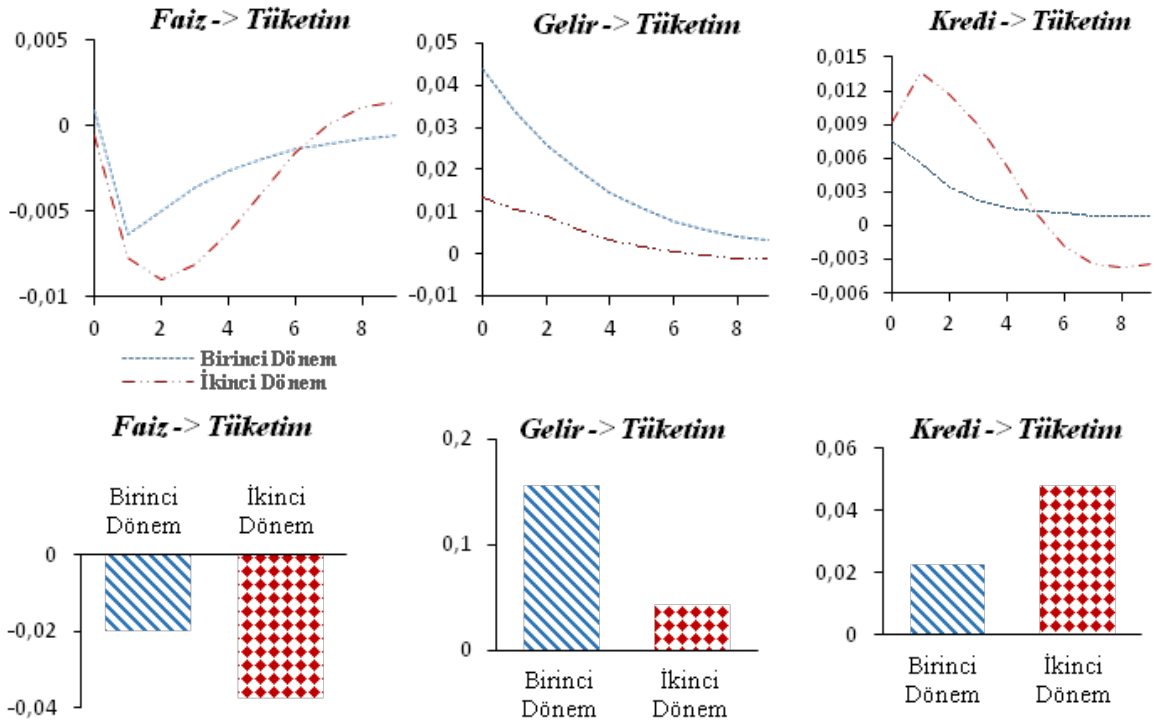 Faiz -> Tüketim
0,005
0
-0,005
-0,01
0 2 4 6 8
Gelir -> Tüketim
0,05
0,04
0,03
0,02
0,01
0
-0,01
0 2 4 6 8
Kredi -> Tüketim
0,015
0,012
0,009
0,006
0,003
0
-0,003
-0,006
0 2 4 6 8
Birinci Dönem
İkinci Dönem
Faiz -> Tüketim
Birinci Dönem
İkinci Dönem
0
-0,02
-0,04
Gelir -> Tüketim
0,2
0,1
0
Birinci Dönem
İkinci Dönem
Kredi -> Tüketim
0,06
0,04
0,02
0
Birinci Dönem
İkinci Dönem